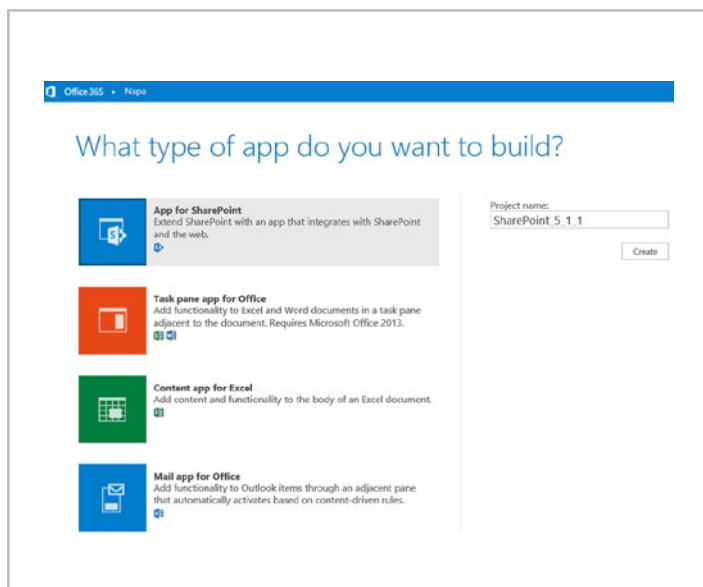 Office 365 ▸ Napa
What type of app do you want to build?
App for SharePoint
Extend SharePoint with an app that integrates with SharePoint
and the web.
Task pane app for Office
Add functionality to Excel and Word documents in a task pane
adjacent to the document. Requires Microsoft Office 2013.
Content app for Excel
Add content and functionality to the body of an Excel document.
Mail app for Office
Add functionality to Outlook items through an adjacent pane
that automatically activates based on content-driven rules.
Project name:
SharePoint_5_1_1
Create